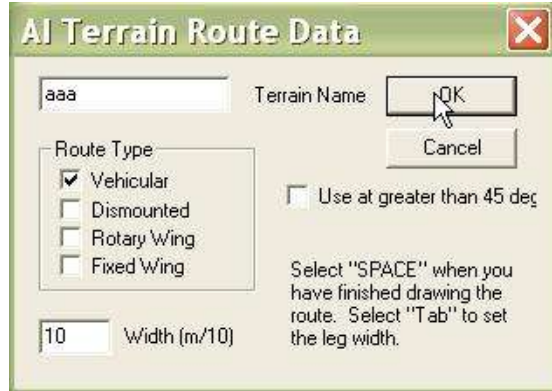 AI Terrain Route Data
aaa Terrain Name OK
Cancel
Route Type
Vehicular
Dismounted
Rotary Wing
Fixed Wing
Use at greater than 45 deg
Select "SPACE" when you
have finished drawing the
route. Select "Tab" to set
the leg width.
10 Width (m/10)